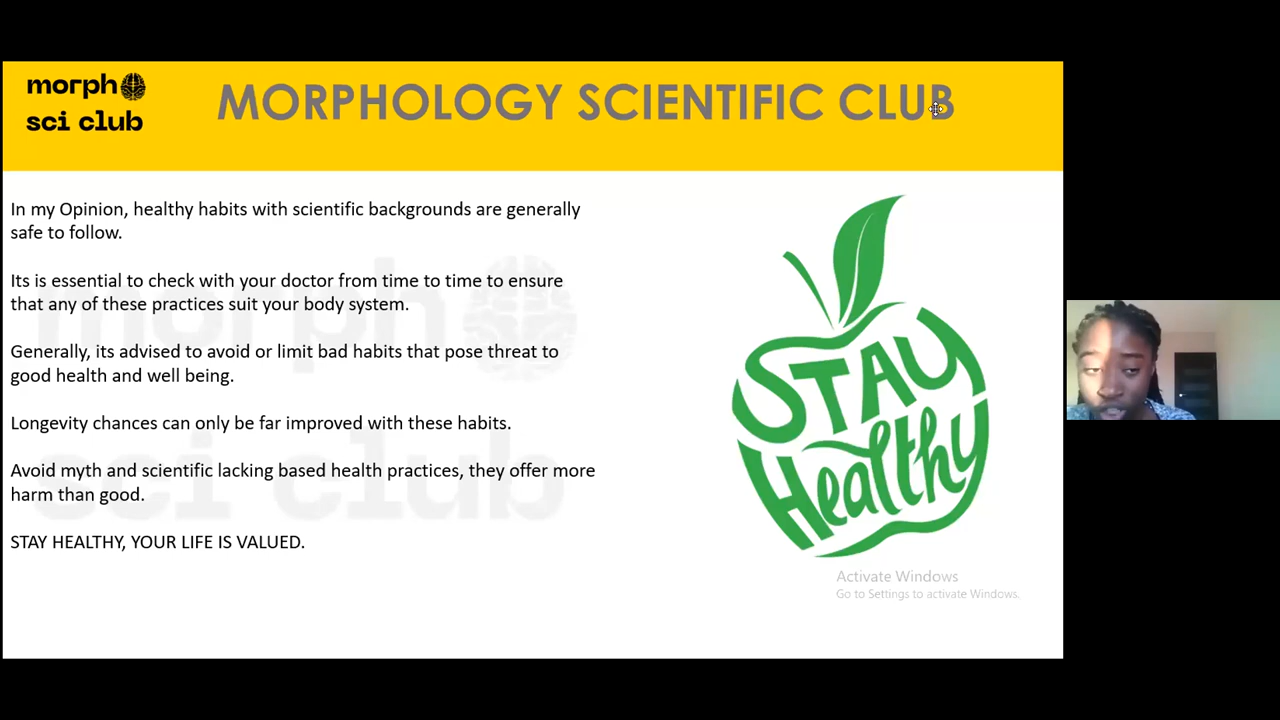 morph
sci club
MORPHOLOGY SCIENTIFIC CLUB
In my Opinion, healthy habits with scientific backgrounds are generally
safe to follow.
Its is essential to check with your doctor from time to time to ensure
that any of these practices suit your body system.
Generally, its advised to avoid or limit bad habits that pose threat to
good health and well being.
Longevity chances can only be far improved with these habits.
Avoid myth and scientific lacking based health practices, they offer more
harm than good.
STAY HEALTHY, YOUR LIFE IS VALUED.
morph
sci club
STAY
Healthy
Activate Windows
Go to Settings to activate Windows.